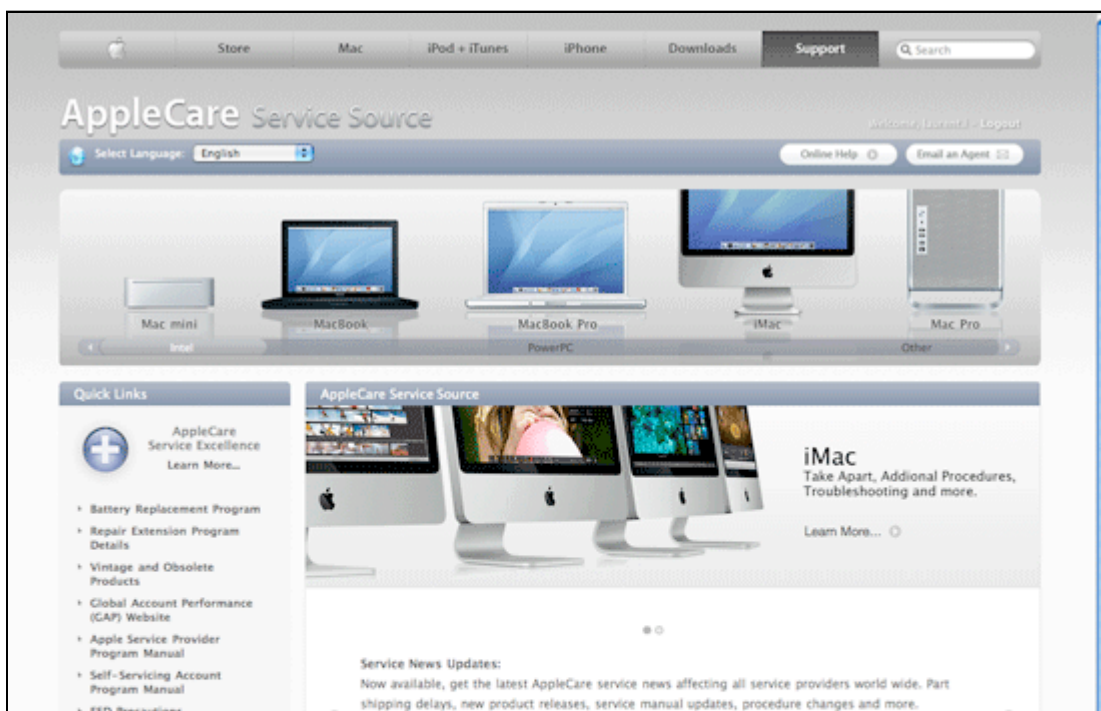 Store Mac iPod + iTunes iPhone Downloads Support Search
AppleCare Service Source
Welcome, - Logout
Select Language: English Online Help Email an Agent
Mac mini MacBook MacBook Pro iMac Mac Pro
Intel PowerPC Other
Quick Links
AppleCare
Service Excellence
Learn More...
Battery Replacement Program
Repair Extension Program
Details
Vintage and Obsolete
Products
Global Account Performance
(GAP) Website
Apple Service Provider
Program Manual
Self-Servicing Account
Program Manual
ESD Precautions
AppleCare Service Source
iMac
Take Apart, Addional Procedures,
Troubleshooting and more.
Learn More...
Service News Updates:
Now available, get the latest AppleCare service news affecting all service providers world wide. Part
shipping delays, new product releases, service manual updates, procedure changes and more.